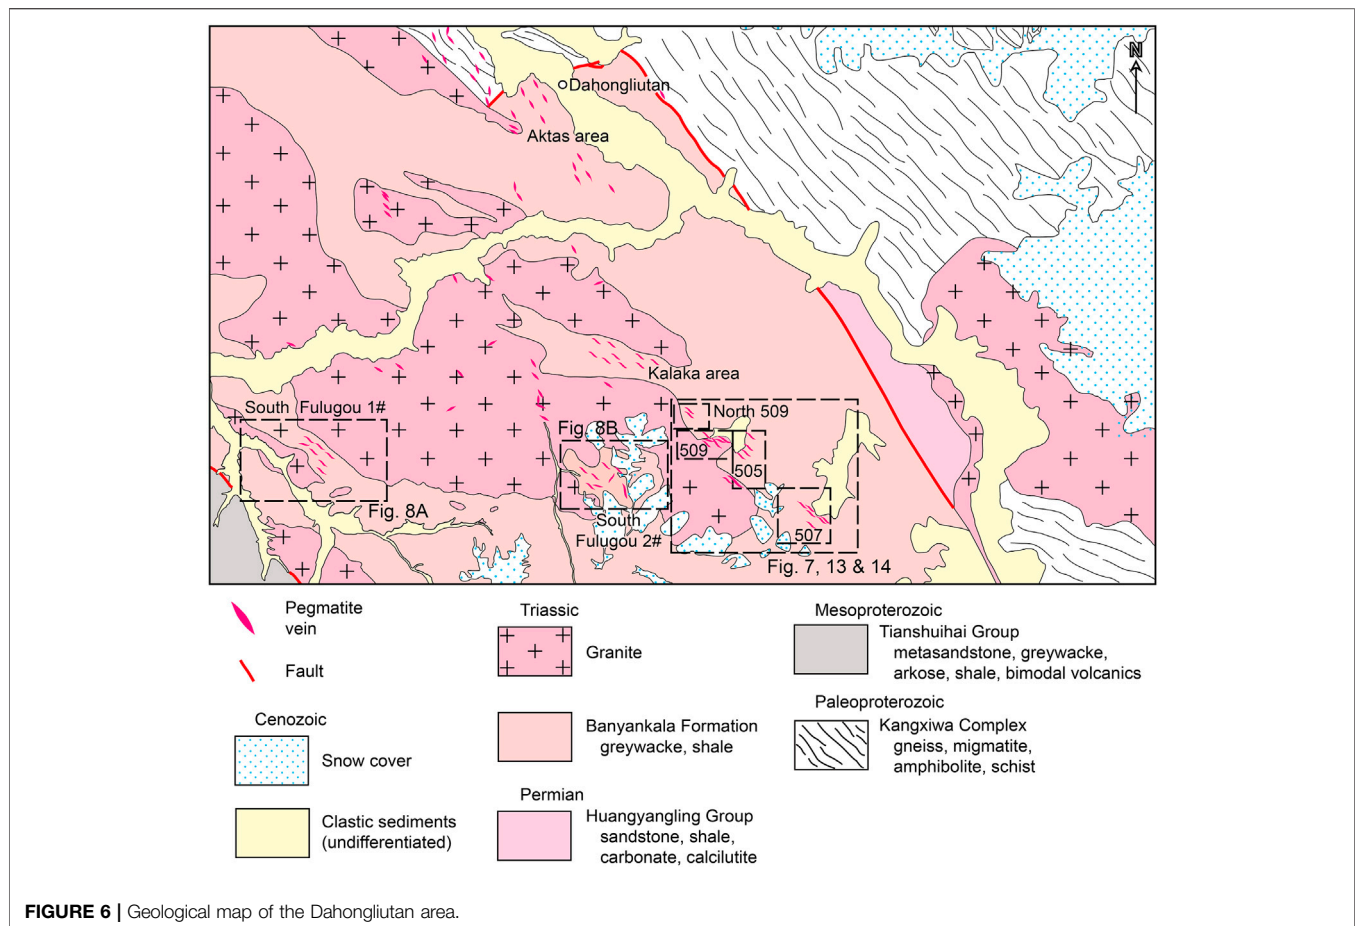 N
Dahongliutan
Aktas area
Kalaka area
South Fulugou 1#
North 509
Fig. 8B
509
505
Fig. 8A
South
Fulugou 2#
507
Fig. 7, 13 & 14
Pegmatite
vein
Fault
Cenozoic
Snow cover
Clastic sediments
(undifferentiated)
Triassic
Granite
Banyankala Formation
greywacke, shale
Permian
Huangyangling Group
sandstone, shale,
carbonate, calcilutite
Mesoproterozoic
Tianshuihai Group
metasandstone, greywacke,
arkose, shale, bimodal volcanics
Paleoproterozoic
Kangxiwa Complex
gneiss, migmatite,
amphibolite, schist
FIGURE 6 | Geological map of the Dahongliutan area.